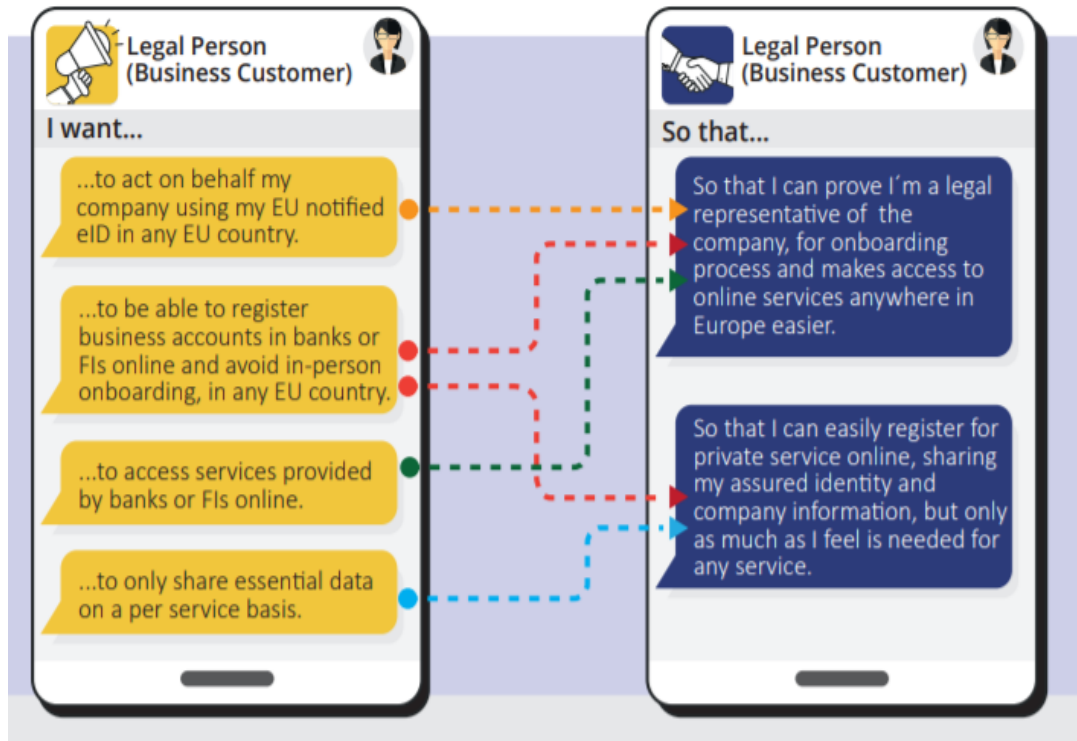 Legal Person
(Business Customer)
I want...
...to act on behalf my
company using my EU notified
eID in any EU country.
...to be able to register
business accounts in banks or
FIs online and avoid in-person
onboarding, in any EU country.
...to access services provided
by banks or FIs online.
...to only share essential data
on a per service basis.
Legal Person
(Business Customer)
So that...
So that I can prove I´m a legal
representative of the
company, for onboarding
process and makes access to
online services anywhere in
Europe easier.
So that I can easily register for
private service online, sharing
my assured identity and
company information, but only
as much as I feel is needed for
any service.